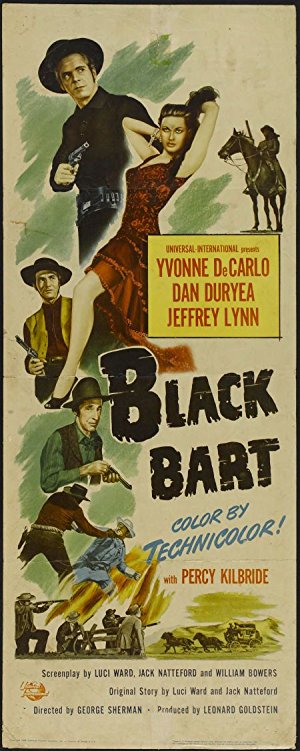 UNIVERSAL-INTERNATIONAL presents
YVONNE DeCARLO
DAN DURYEA
JEFFREY LYNN
BLACK
BART
COLOR BY
TECHNICOLOR!
with PERCY KILBRIDE
Screenplay by LUCI WARD, JACK NATTEFORD and WILLIAM BOWERS
Original Story by Luci Ward and Jack Natteford
Directed by GEORGE SHERMAN - Produced by LEONARD GOLDSTEIN